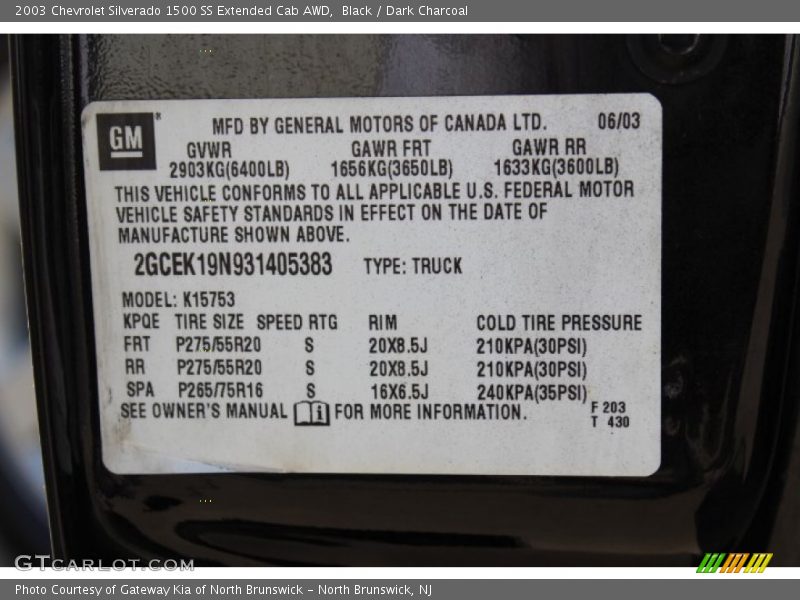 2003 Chevrolet Silverado 1500 SS Extended Cab AWD, Black / Dark Charcoal
GM
MFD BY GENERAL MOTORS OF CANADA LTD. 06/03
GVWR GAWR FRT GAWR RR
2903KG(6400LB) 1656KG(3650LB) 1633KG(3600LB)
THIS VEHICLE CONFORMS TO ALL APPLICABLE U.S. FEDERAL MOTOR
VEHICLE SAFETY STANDARDS IN EFFECT ON THE DATE OF
MANUFACTURE SHOWN ABOVE.
2GCEK19N931405383 TYPE: TRUCK
MODEL: K15753
KPQE TIRE SIZE SPEED RTG RIM COLD TIRE PRESSURE
FRT P275/55R20 S 20X8.5J 210KPA(30PSI)
RR P275/55R20 S 20X8.5J 210KPA(30PSI)
SPA P265/75R16 S 16X6.5J 240KPA(35PSI)
SEE OWNER'S MANUAL i FOR MORE INFORMATION.
F 203
T 430
GTCARLOT.COM
Photo Courtesy of Gateway Kia of North Brunswick - North Brunswick, NJ